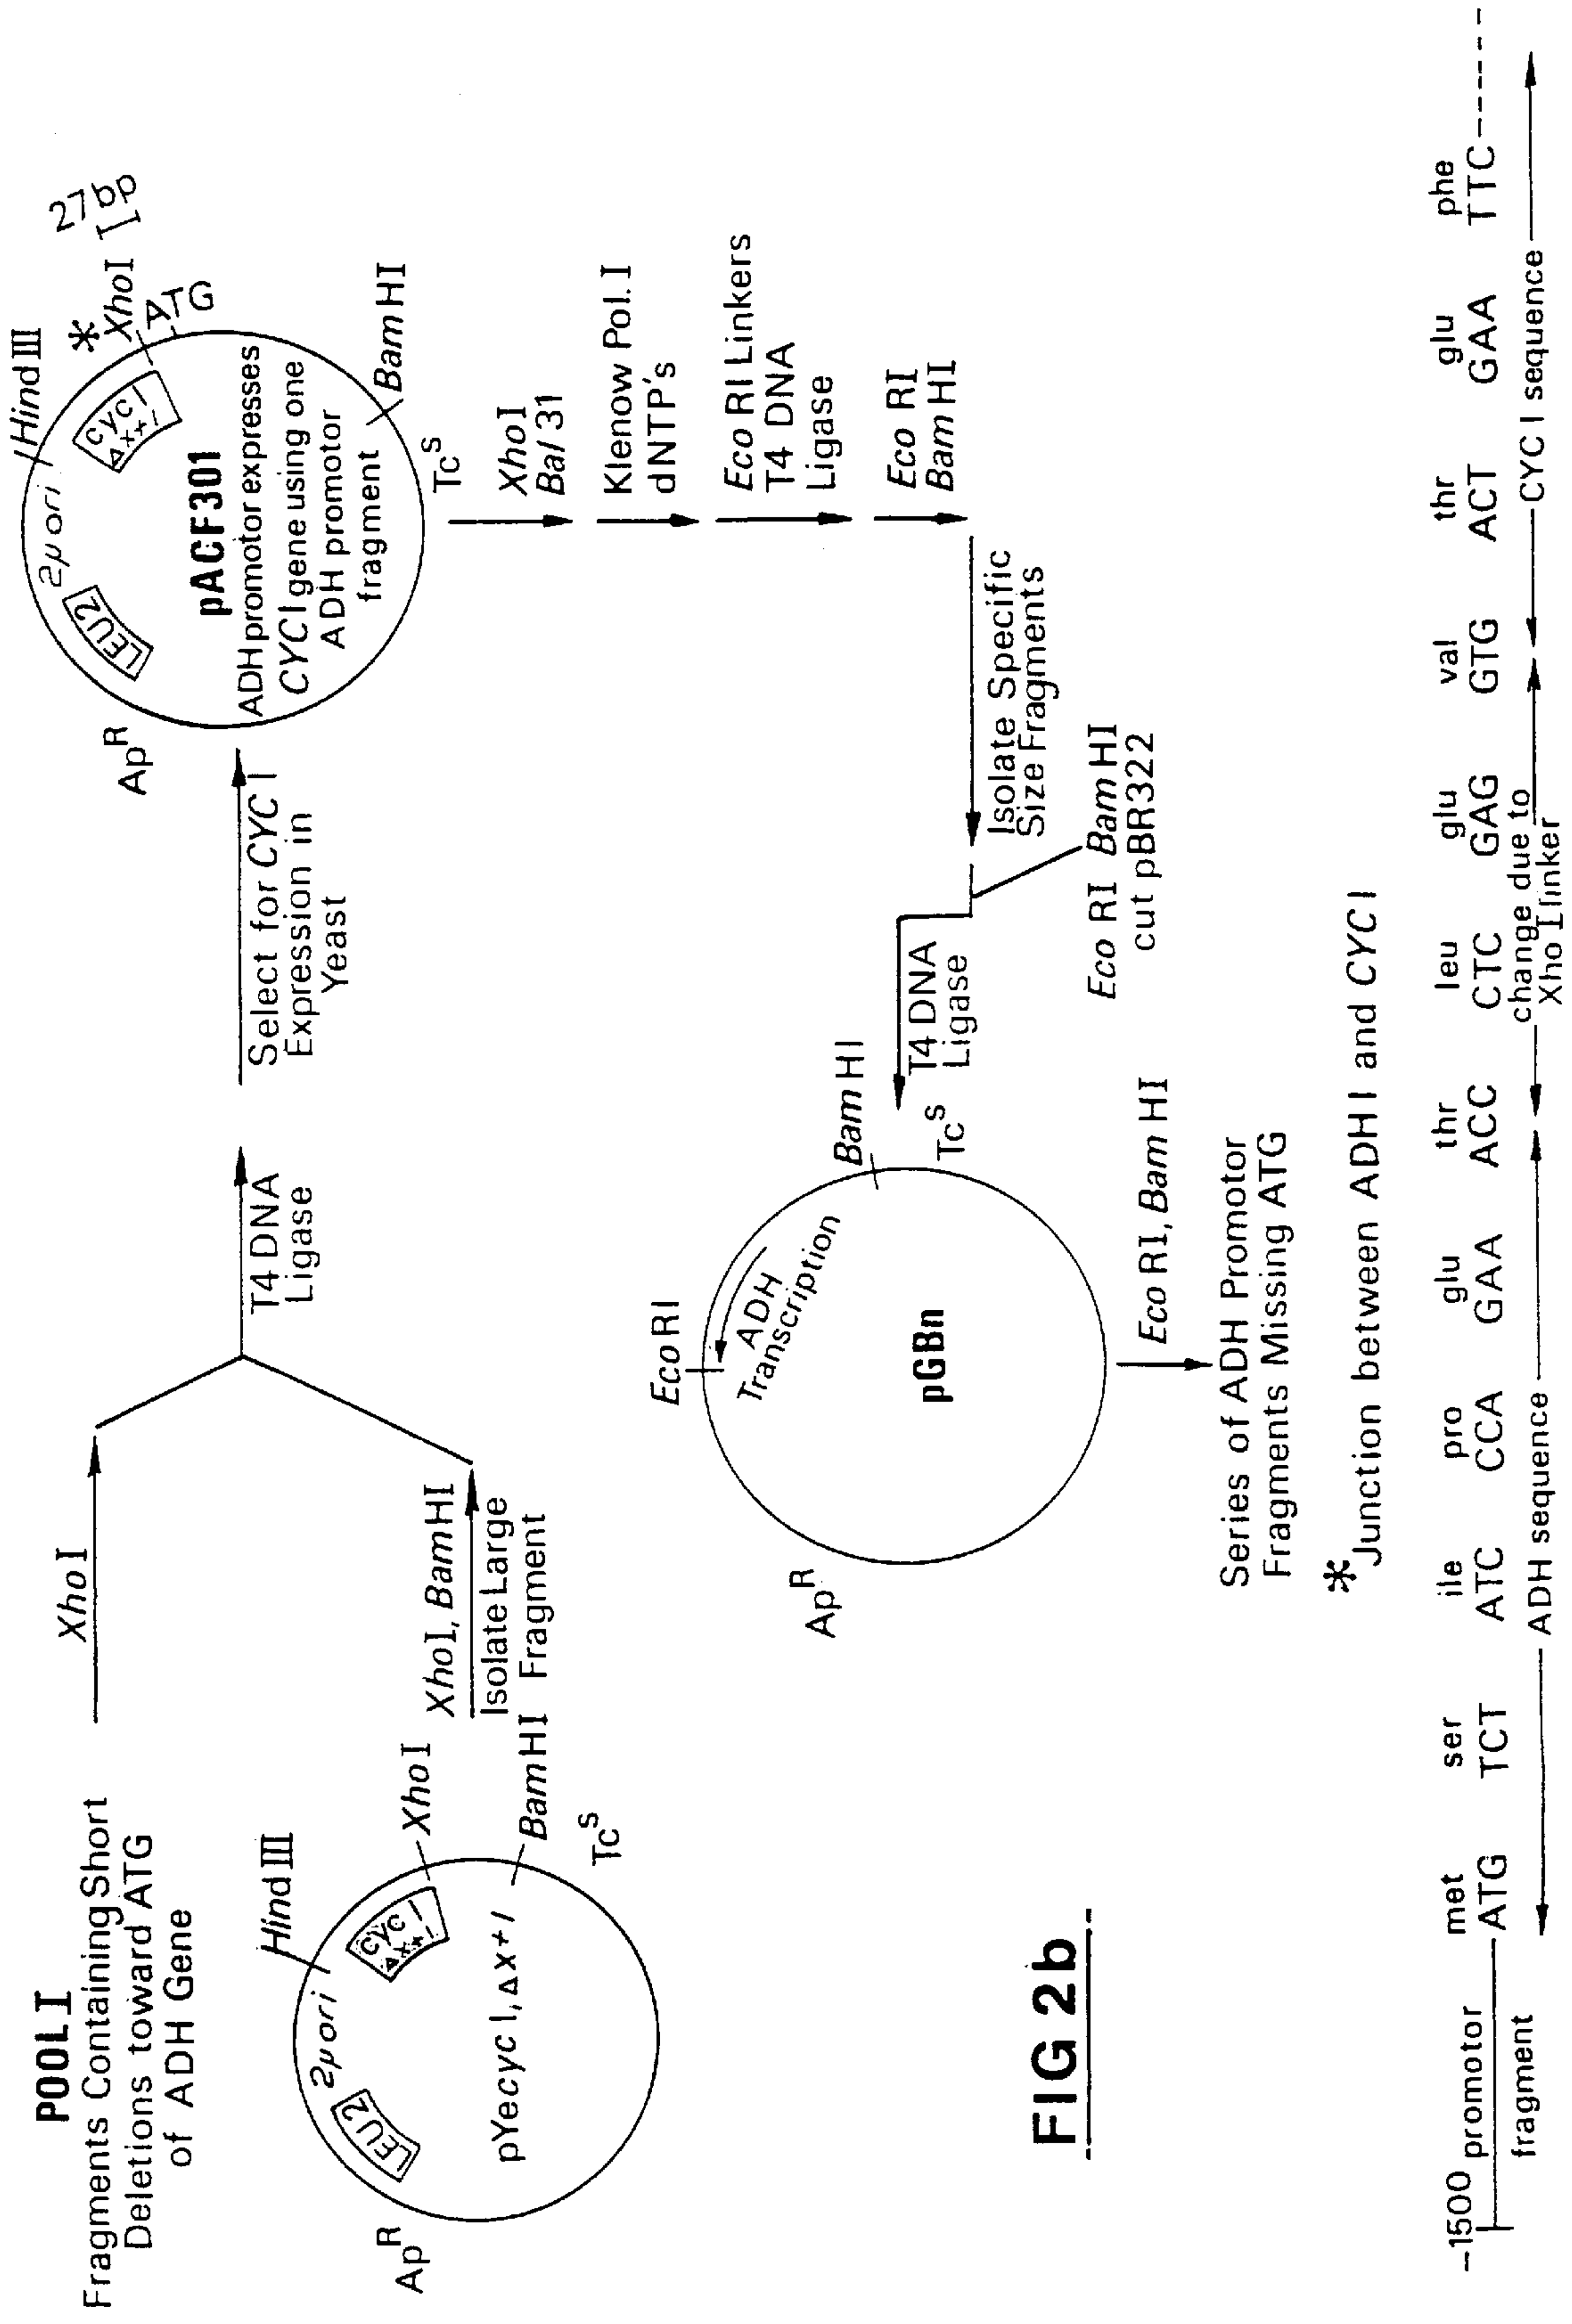 POOL I
Fragments Containing Short
Deletions toward ATG
of ADH Gene
XhoI
HindIII
2μ ori
LEU2
cyc I
Δx+1
XhoI
BamHI
Tc^S
Ap^R
pYecyc I, Δx+1
XhoI, BamHI
Isolate Large
Fragment
T4 DNA
Ligase
Select for CYC I
Expression in
Yeast
Ap^R
LEU2
2μ ori
HindIII
cyc I
*
XhoI
27bp
ATG
BamHI
Tc^S
pACF301
ADH promotor expresses
CYC I gene using one
ADH promotor
fragment
XhoI
Bal 31
Klenow Pol. I
dNTP's
Eco RI Linkers
T4 DNA
Ligase
Eco RI
BamHI
Isolate Specific
Size Fragments
Eco RI BamHI
cut pBR322
T4 DNA
Ligase
EcoRI
BamHI
Tc^S
Ap^R
ADH
Transcription
pGBn
Eco RI, Bam HI
Series of ADH Promotor
Fragments Missing ATG
FIG 2b
* Junction between ADH I and CYC I
met ser ile pro glu thr leu glu val thr glu phe
-1500 promotor ATG TCT ATC CCA GAA ACC CTC GAG GTG ACT GAA TTC -----
fragment
ADH sequence
change due to
Xho I linker
CYC I sequence